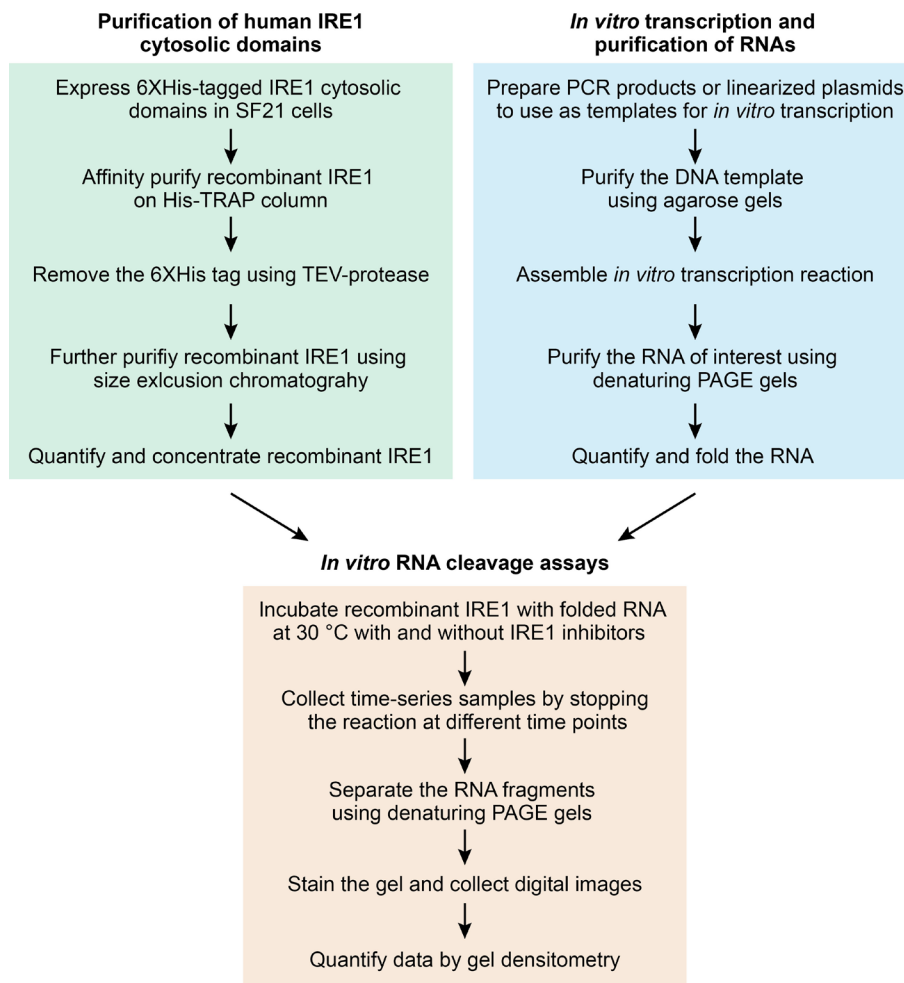 Purification of human IRE1
cytosolic domains
Express 6XHis-tagged IRE1 cytosolic
domains in SF21 cells
Affinity purify recombinant IRE1
on His-TRAP column
Remove the 6XHis tag using TEV-protease
Further purifiy recombinant IRE1 using
size exlcusion chromatograhy
Quantify and concentrate recombinant IRE1
In vitro transcription and
purification of RNAs
Prepare PCR products or linearized plasmids
to use as templates for in vitro transcription
Purify the DNA template
using agarose gels
Assemble in vitro transcription reaction
Purify the RNA of interest using
denaturing PAGE gels
Quantify and fold the RNA
In vitro RNA cleavage assays
Incubate recombinant IRE1 with folded RNA
at 30 °C with and without IRE1 inhibitors
Collect time-series samples by stopping
the reaction at different time points
Separate the RNA fragments
using denaturing PAGE gels
Stain the gel and collect digital images
Quantify data by gel densitometry